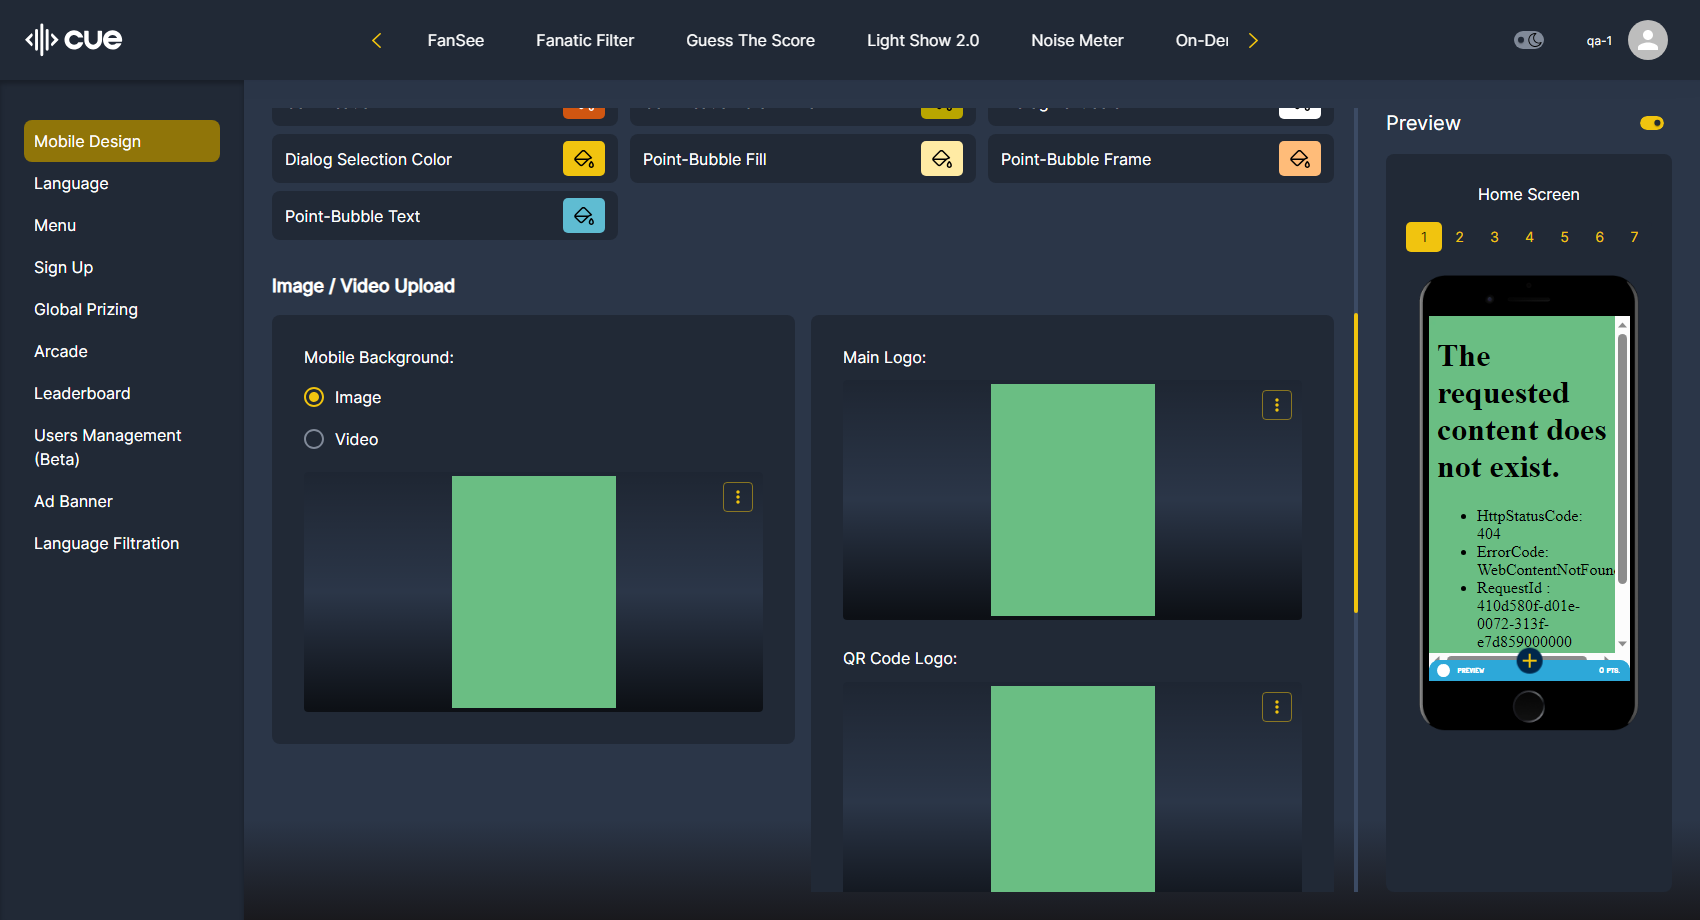 cue
FanSee
Fanatic Filter
Guess The Score
Light Show 2.0
Noise Meter
On-De
qa-1
Mobile Design
Language
Menu
Sign Up
Global Prizing
Arcade
Leaderboard
Users Management
(Beta)
Ad Banner
Language Filtration
Dialog Selection Color
Point-Bubble Fill
Point-Bubble Frame
Point-Bubble Text
Image / Video Upload
Mobile Background:
Image
Video
Main Logo:
QR Code Logo:
Preview
Home Screen
1 2 3 4 5 6 7
The
requested
content does
not exist.
• HttpStatusCode:
404
• ErrorCode:
WebContentNotFoun
• RequestId :
410d580f-d01e-
0072-313f-
e7d859000000
PREVIEW
0 PTS.